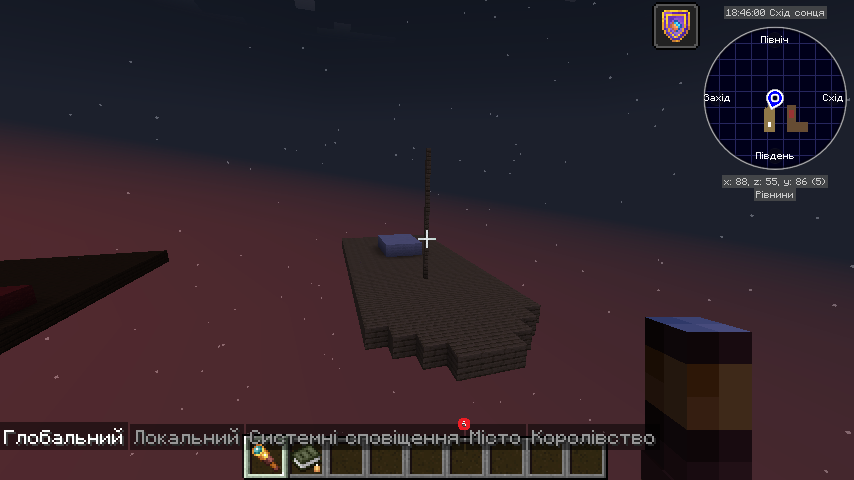 18:46:00 Схід сонця
Північ
Захід
Схід
Південь
x: 88, z: 55, y: 86 (5)
Рівнини
Глобальний Локальний Системні сповіщення Місто Королівство